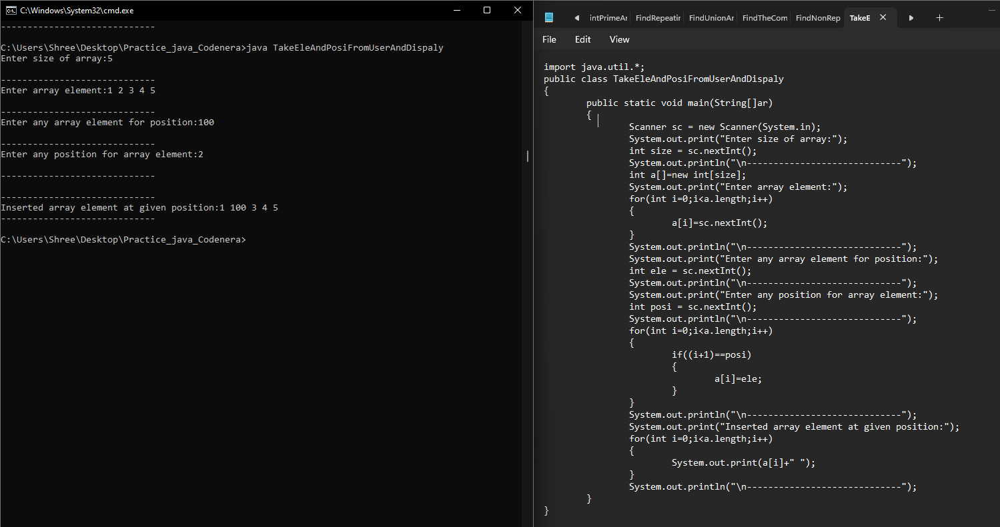 C:\Windows\System32\cmd.exe
-----------------------------
C:\Users\Shree\Desktop\Practice_java_Codenera>java TakeEleAndPosiFromUserAndDispaly
Enter size of array:5
-----------------------------
Enter array element:1 2 3 4 5
-----------------------------
Enter any array element for position:100
-----------------------------
Enter any position for array element:2
-----------------------------
-----------------------------
Inserted array element at given position:1 100 3 4 5
-----------------------------
C:\Users\Shree\Desktop\Practice_java_Codenera>
intPrimeAr FindRepeatin FindUnionAr FindTheCom FindNonRep TakeE
File Edit View
import java.util.*;
public class TakeEleAndPosiFromUserAndDispaly
{
public static void main(String[]ar)
{
Scanner sc = new Scanner(System.in);
System.out.print("Enter size of array:");
int size = sc.nextInt();
System.out.println("\n-----------------------------");
int a[]=new int[size];
System.out.print("Enter array element:");
for(int i=0;i<a.length;i++)
{
a[i]=sc.nextInt();
}
System.out.println("\n-----------------------------");
System.out.print("Enter any array element for position:");
int ele = sc.nextInt();
System.out.println("\n-----------------------------");
System.out.print("Enter any position for array element:");
int posi = sc.nextInt();
System.out.println("\n-----------------------------");
for(int i=0;i<a.length;i++)
{
if((i+1)==posi)
{
a[i]=ele;
}
}
System.out.println("\n-----------------------------");
System.out.print("Inserted array element at given position:");
for(int i=0;i<a.length;i++)
{
System.out.print(a[i]+" ");
}
System.out.println("\n-----------------------------");
}
}